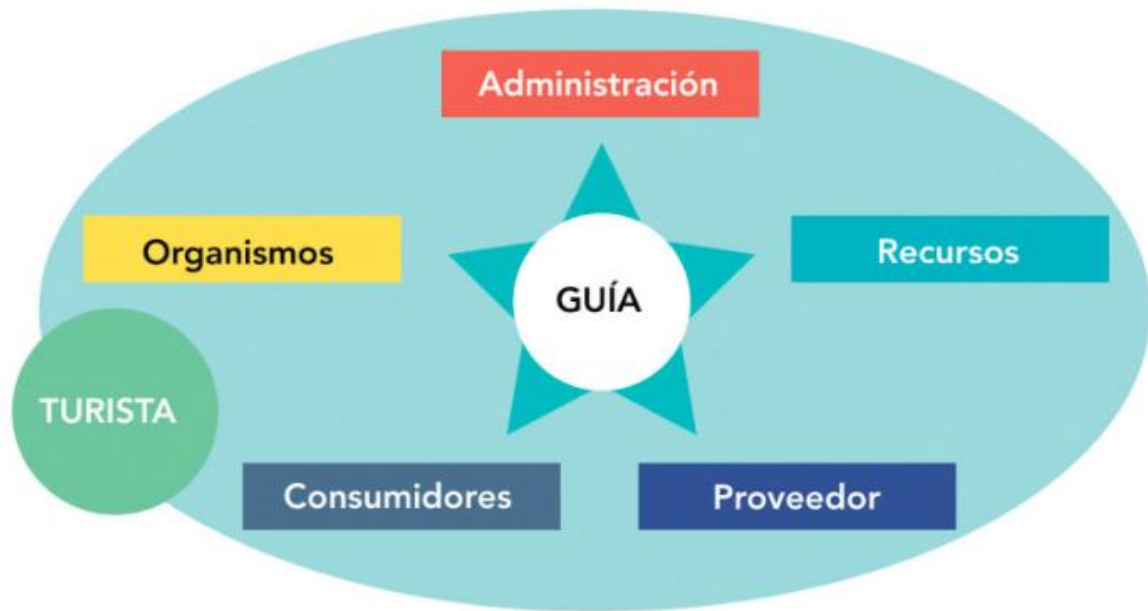 Administración
Organismos
Recursos
GUÍA
TURISTA
Consumidores
Proveedor